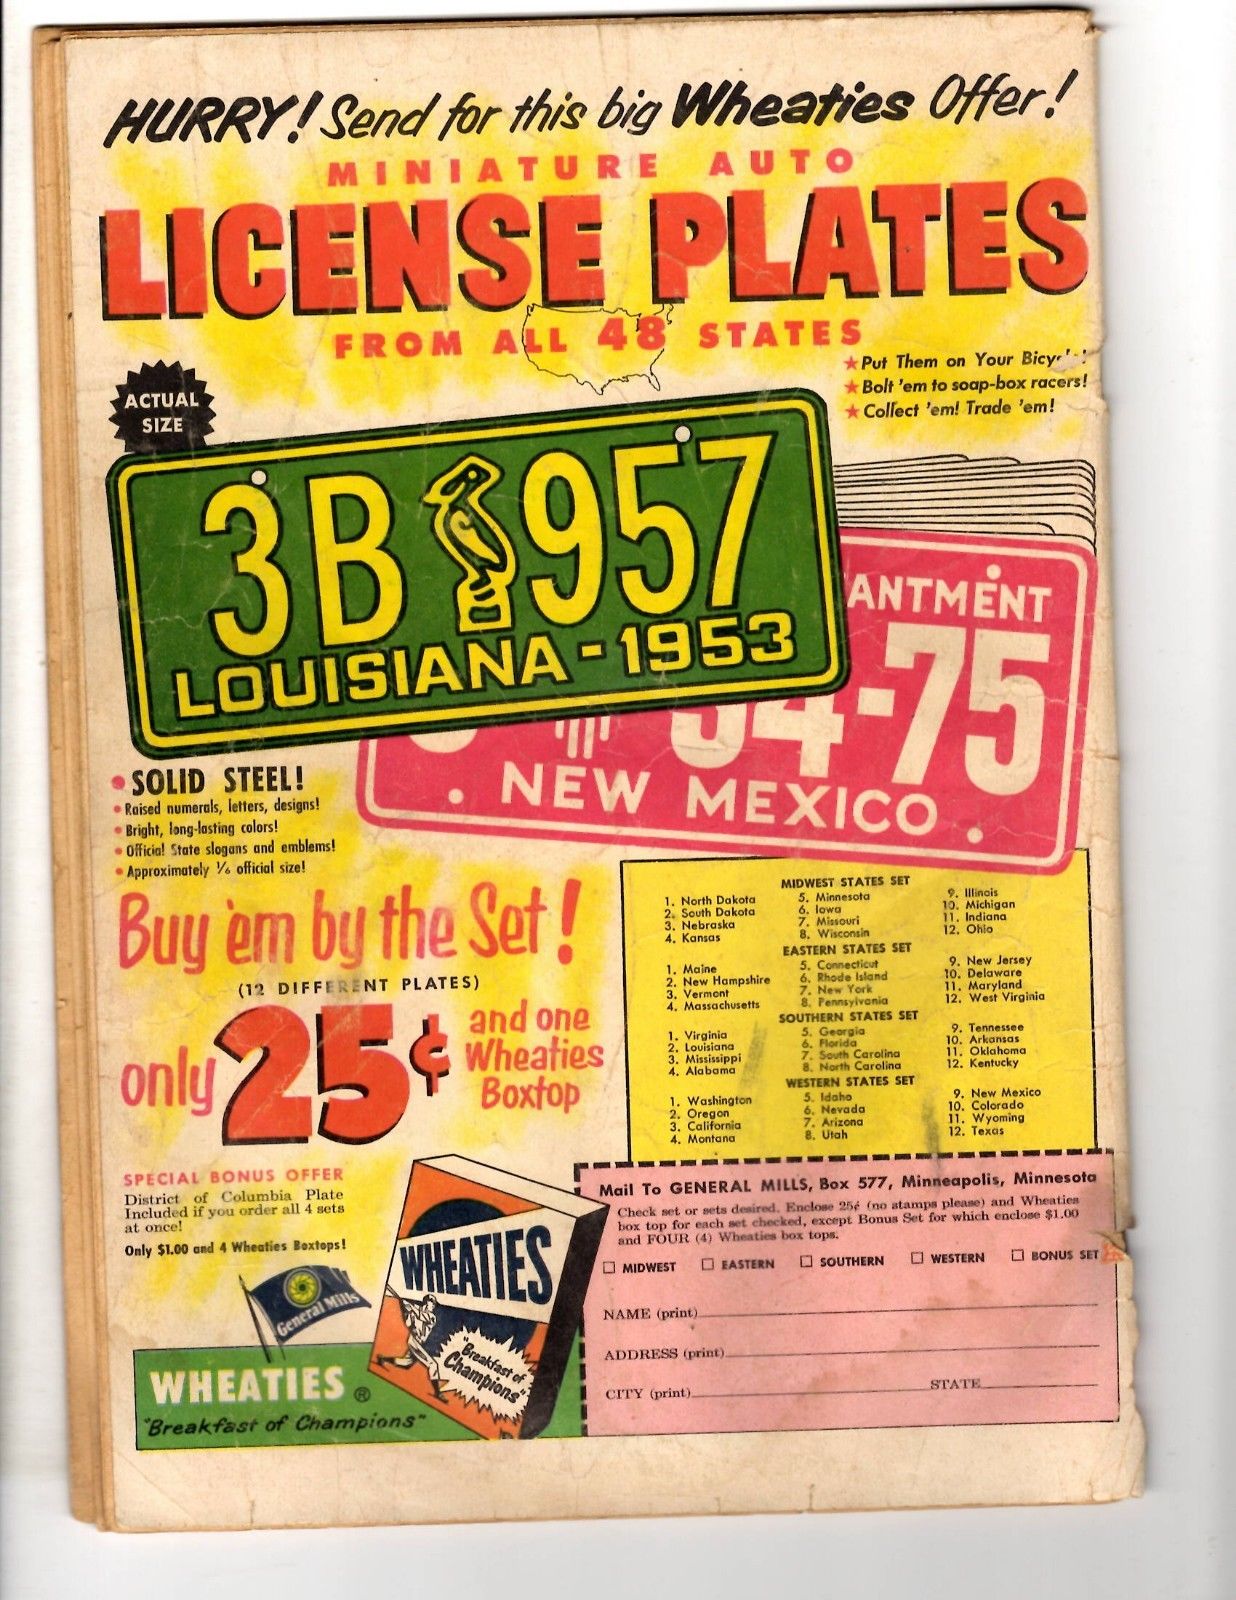 HURRY! Send for this big Wheaties Offer!
MINIATURE AUTO
LICENSE PLATES
FROM ALL 48 STATES
★Put Them on Your
★Bolt 'em to soap-box racers!
★Collect 'em! Trade 'em!
ACTUAL
SIZE
3B 957
LOUISIANA-1953
ANTMENT
54-75
NEW MEXICO
• SOLID STEEL!
• Raised numerals, letters, designs!
• Bright, long-lasting colors!
• Official State slogans and emblems!
• Approximately 1/6 official size!
Buy 'em by the Set!
(12 DIFFERENT PLATES)
only 25¢ and one
Wheaties
Boxtop
SPECIAL BONUS OFFER
District of Columbia Plate
Included if you order all 4 sets
at once!
Only $1.00 and 4 Wheaties Boxtops!
General Mills
WHEATIES
"Breakfast of
Champions"
WHEATIES ®
"Breakfast of Champions"
MIDWEST STATES SET
1. North Dakota
2. South Dakota
3. Nebraska
4. Kansas
5. Minnesota
6. Iowa
7. Missouri
8. Wisconsin
9. Illinois
10. Michigan
11. Indiana
12. Ohio
EASTERN STATES SET
1. Maine
2. New Hampshire
3. Vermont
4. Massachusetts
5. Connecticut
6. Rhode Island
7. New York
8. Pennsylvania
9. New Jersey
10. Delaware
11. Maryland
12. West Virginia
SOUTHERN STATES SET
1. Virginia
2. Louisiana
3. Mississippi
4. Alabama
5. Georgia
6. Florida
7. South Carolina
8. North Carolina
9. Tennessee
10. Arkansas
11. Oklahoma
12. Kentucky
WESTERN STATES SET
1. Washington
2. Oregon
3. California
4. Montana
5. Idaho
6. Nevada
7. Arizona
8. Utah
9. New Mexico
10. Colorado
11. Wyoming
12. Texas
Mail To GENERAL MILLS, Box 577, Minneapolis, Minnesota
Check set or sets desired. Enclose 25¢ (no stamps please) and Wheaties
box top for each set checked, except Bonus Set for which enclose $1.00
and FOUR (4) Wheaties box tops.
☐ MIDWEST ☐ EASTERN ☐ SOUTHERN ☐ WESTERN ☐ BONUS SET
NAME (print)
ADDRESS (print)
CITY (print) STATE